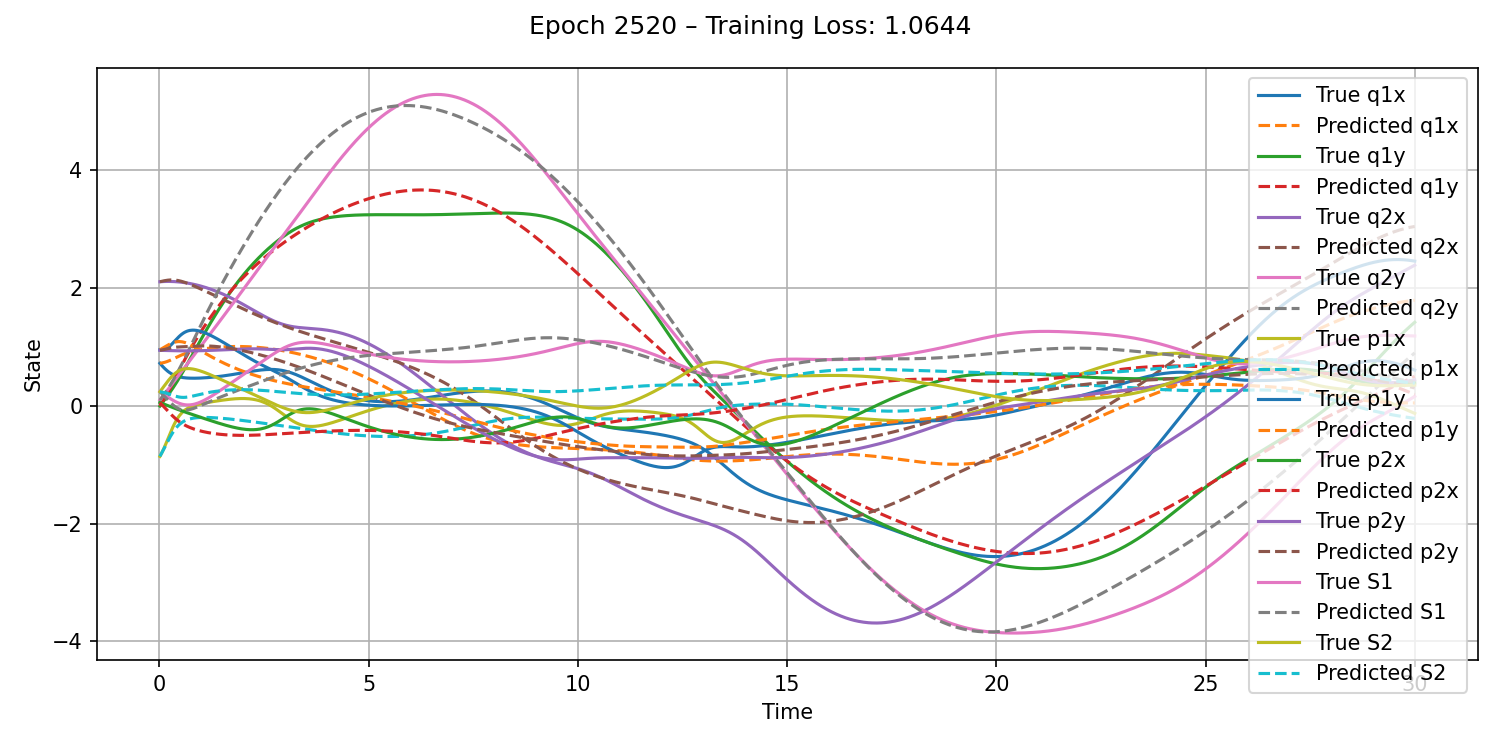 Epoch 2520 – Training Loss: 1.0644
State
4
2
0
−2
−4
0
5
10
15
20
25
30
Time
True q1x
Predicted q1x
True q1y
Predicted q1y
True q2x
Predicted q2x
True q2y
Predicted q2y
True p1x
Predicted p1x
True p1y
Predicted p1y
True p2x
Predicted p2x
True p2y
Predicted p2y
True S1
Predicted S1
True S2
Predicted S2